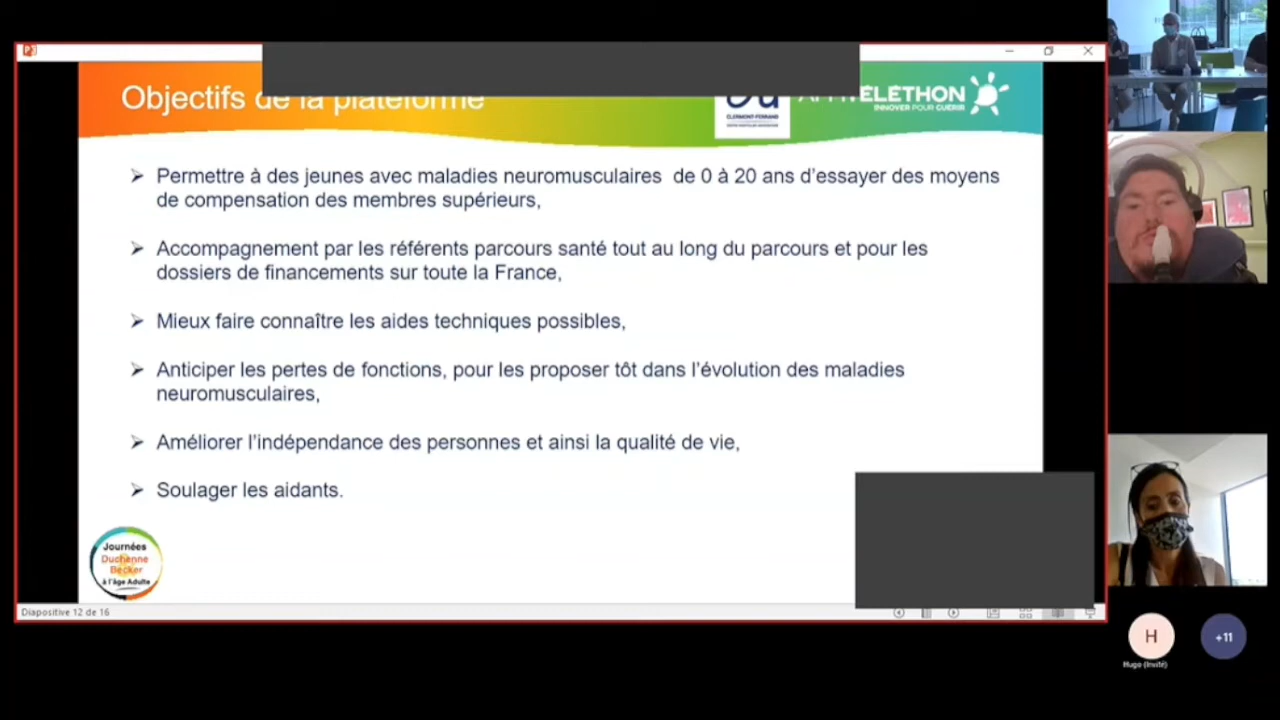 Objectifs de la plateforme
CLERMONT-FERRAND
TÉLÉTHON
INNOVER POUR GUÉRIR
Permettre à des jeunes avec maladies neuromusculaires de 0 à 20 ans d'essayer des moyens
de compensation des membres supérieurs,
Accompagnement par les référents parcours santé tout au long du parcours et pour les
dossiers de financements sur toute la France,
Mieux faire connaître les aides techniques possibles,
Anticiper les pertes de fonctions, pour les proposer tôt dans l'évolution des maladies
neuromusculaires,
Améliorer l'indépendance des personnes et ainsi la qualité de vie,
Soulager les aidants.
Journées
Duchenne
Becker
à l'âge Adulte
Diapositive 12 de 16
H
+11
Hugo (Invité)